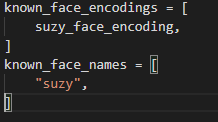 known_face_encodings = [
    suzy_face_encoding,
]
known_face_names = [
    "suzy",
]